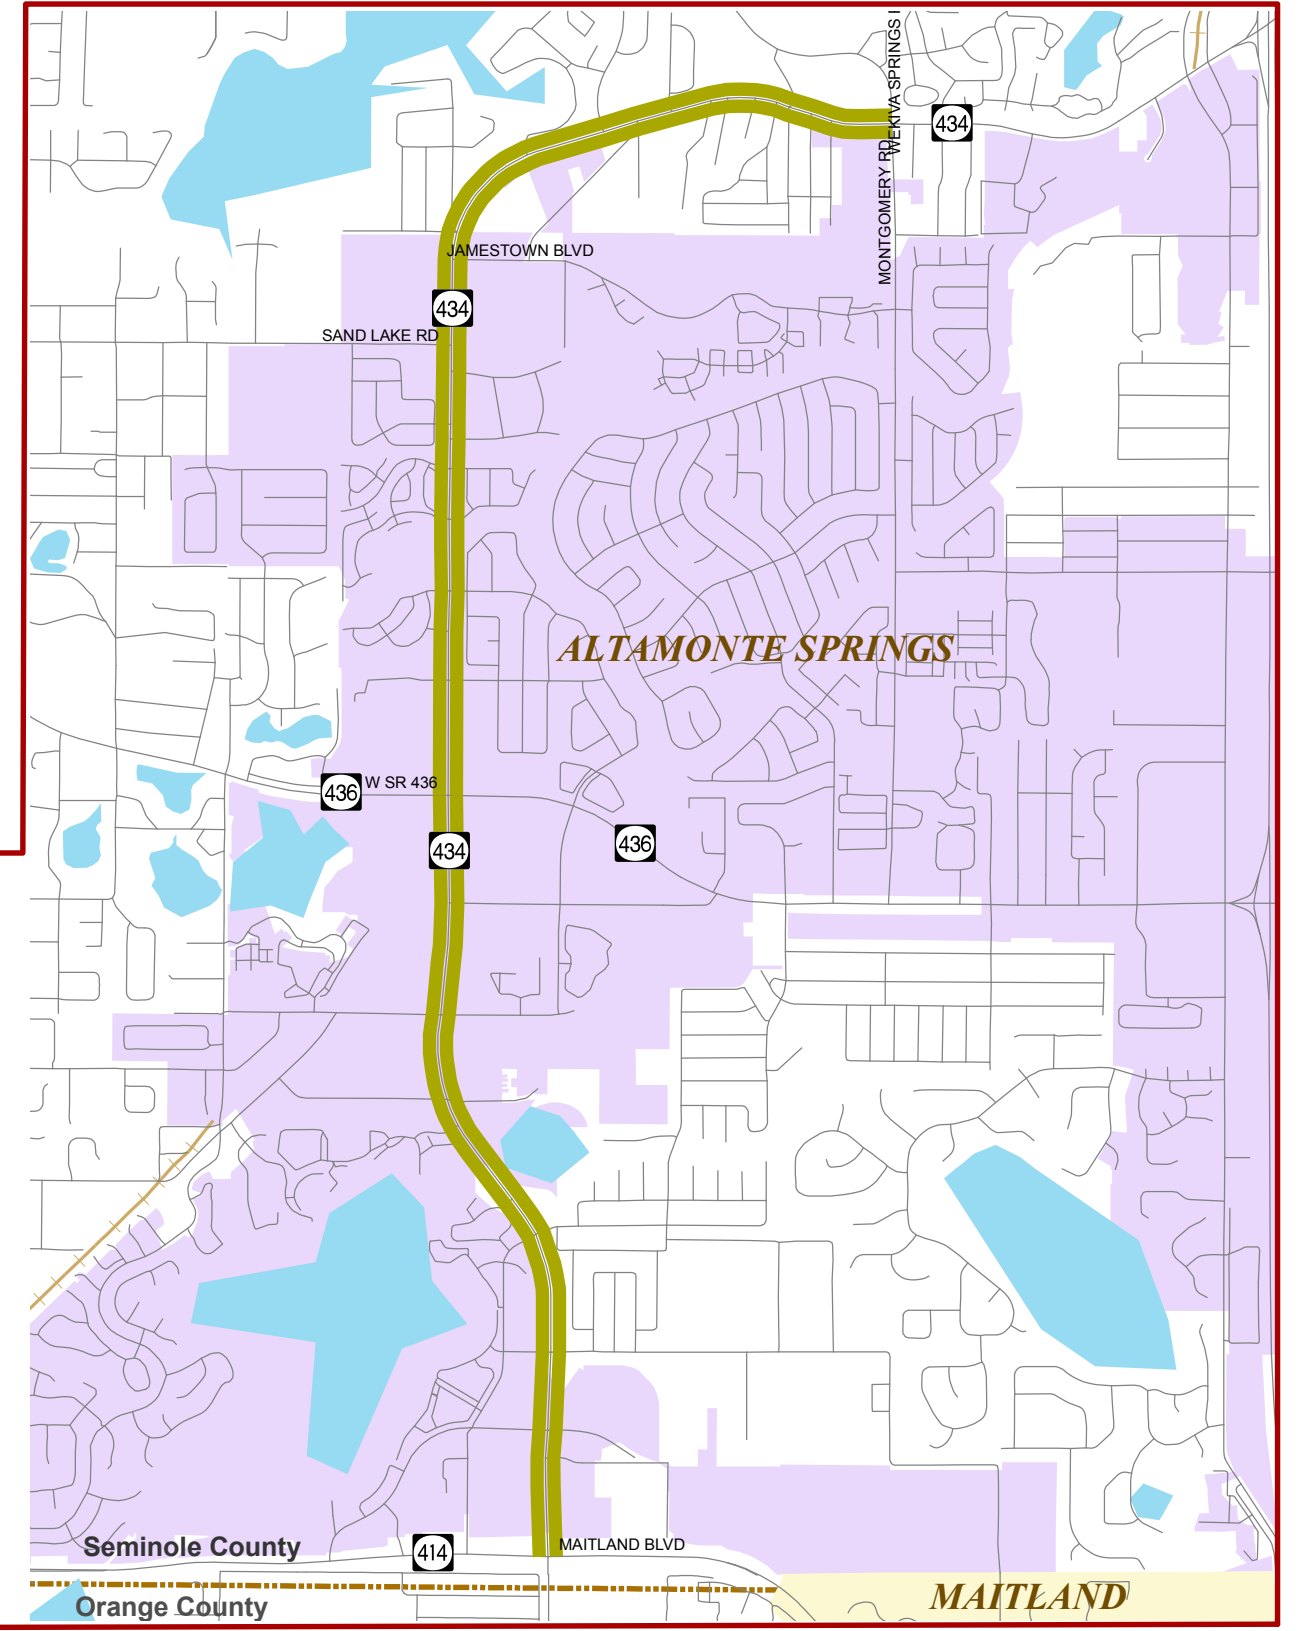 WEKIVA SPRINGS
434
MONTGOMERY RD
JAMESTOWN BLVD
434
SAND LAKE RD
ALTAMONTE SPRINGS
W SR 436
436
436
434
MAITLAND BLVD
Seminole County
414
MAITLAND
Orange County